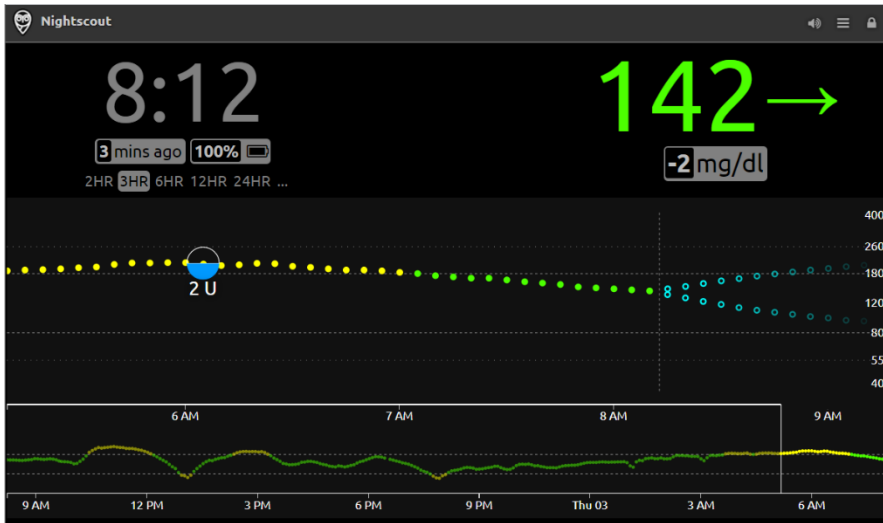 Nightscout
8:12
3 mins ago 100%
2HR 3HR 6HR 12HR 24HR ...
142→
-2 mg/dl
400
260
180
120
80
55
40
2 U
6 AM 7 AM 8 AM 9 AM
9 AM 12 PM 3 PM 6 PM 9 PM Thu 03 3 AM 6 AM